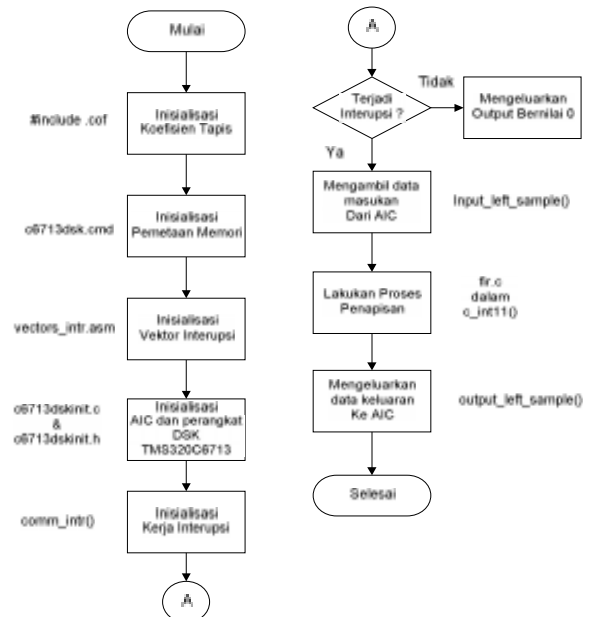 Mulai
#include .cof
Inisialisasi
Koefisien Tapis
c6713dsk.cmd
Inisialisasi
Pemetaan Memori
vectors_intr.asm
Inisialisasi
Vektor Interupsi
c6713dskinit.c
&
c6713dskinit.h
Inisialisasi
AIC dan perangkat
DSK
TMS320C6713
comm_intr()
Inisialisasi
Kerja Interupsi
A
A
Terjadi
Interupsi ?
Tidak
Mengeluarkan
Output Bernilai 0
Ya
Mengambil data
masukan
Dari AIC
Input_left_sample()
Lakukan Proses
Penapisan
fir.c
dalam
c_int11()
Mengeluarkan
data keluaran
Ke AIC
output_left_sample()
Selesai